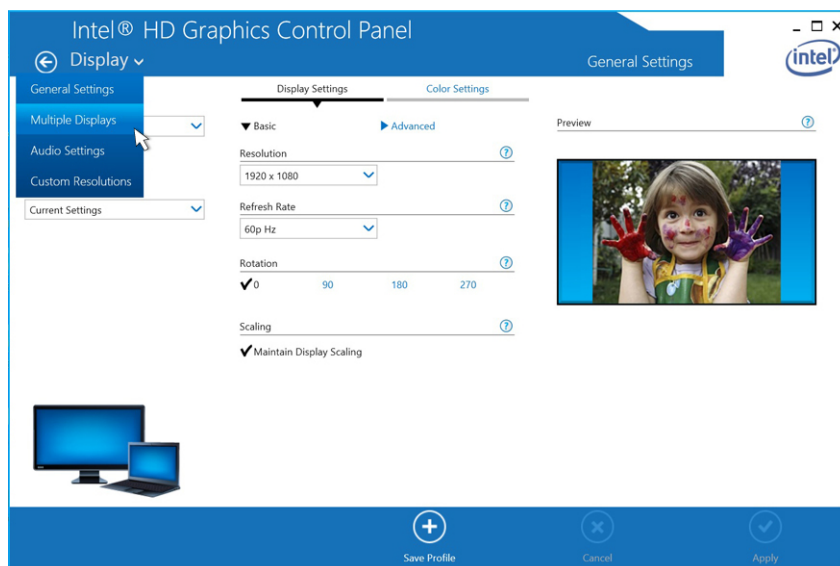 Intel® HD Graphics Control Panel
Display
General Settings
intel
General Settings
Multiple Displays
Audio Settings
Custom Resolutions
Current Settings
Display Settings
Color Settings
Basic
Advanced
Resolution
1920 x 1080
Refresh Rate
60p Hz
Rotation
0 90 180 270
Scaling
Maintain Display Scaling
Preview
Save Profile
Cancel
Apply